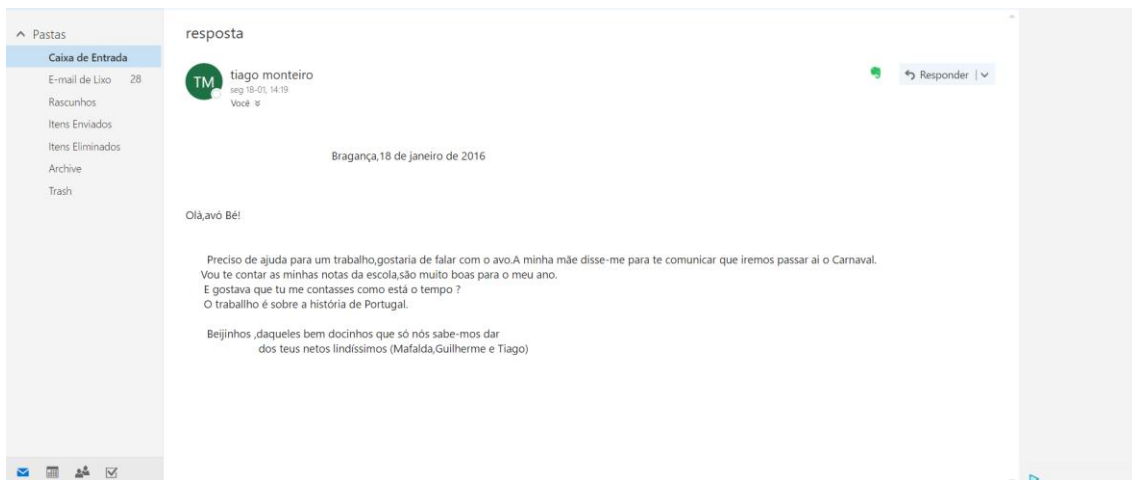 Pastas
Caixa de Entrada
E-mail de Lixo 28
Rascunhos
Itens Enviados
Itens Eliminados
Archive
Trash
resposta
TM
tiago monteiro
seg 18-01, 14:19
Você
Responder
Bragança,18 de janeiro de 2016
Olà,avó Bé!
Preciso de ajuda para um trabalho,gostaria de falar com o avo.A minha mãe disse-me para te comunicar que iremos passar ai o Carnaval.
Vou te contar as minhas notas da escola,são muito boas para o meu ano.
E gostava que tu me contasses como está o tempo ?
O traballho é sobre a história de Portugal.
Beijinhos ,daqueles bem docinhos que só nós sabe-mos dar
dos teus netos lindíssimos (Mafalda,Guilherme e Tiago)